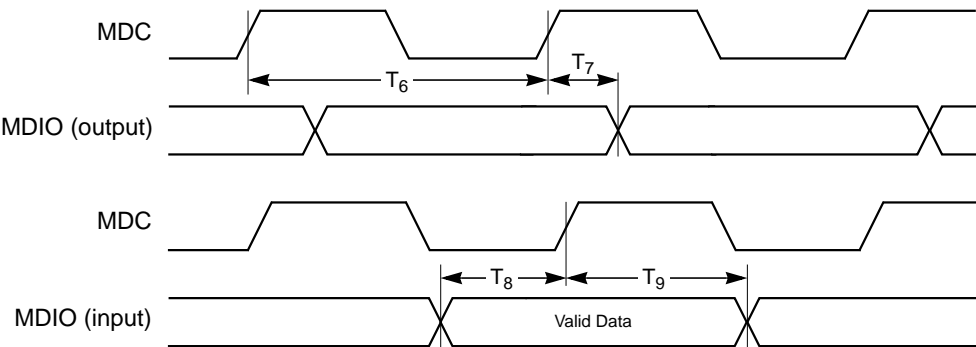 MDC
T6
T7
MDIO (output)
MDC
T8
T9
MDIO (input)
Valid Data